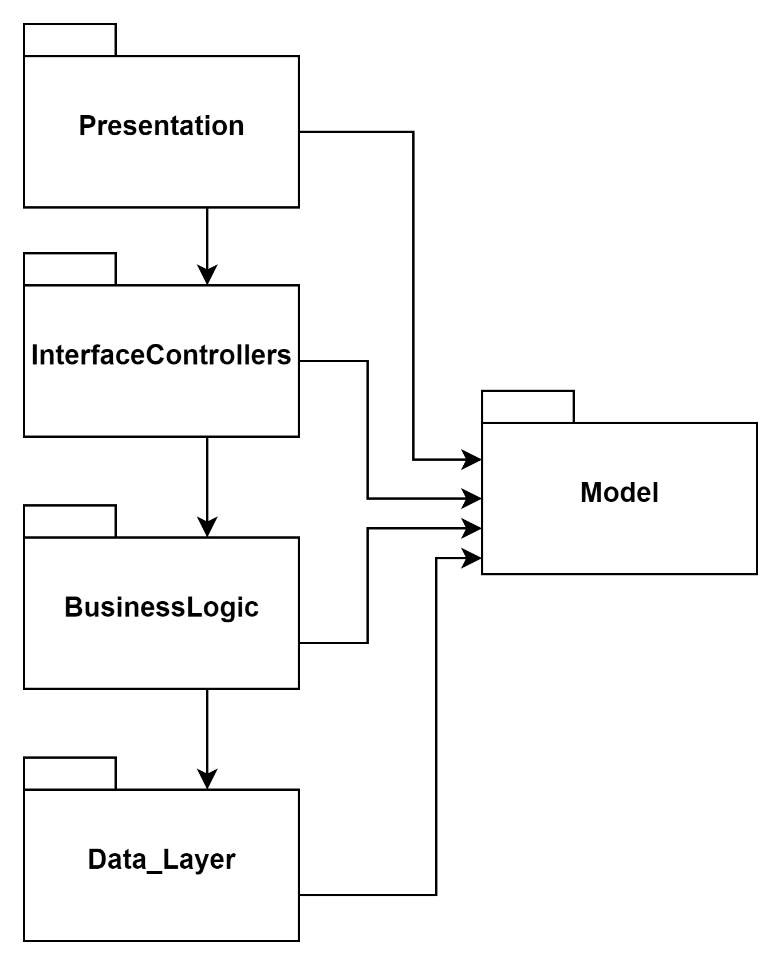 Presentation
InterfaceControllers
Model
BusinessLogic
Data_Layer